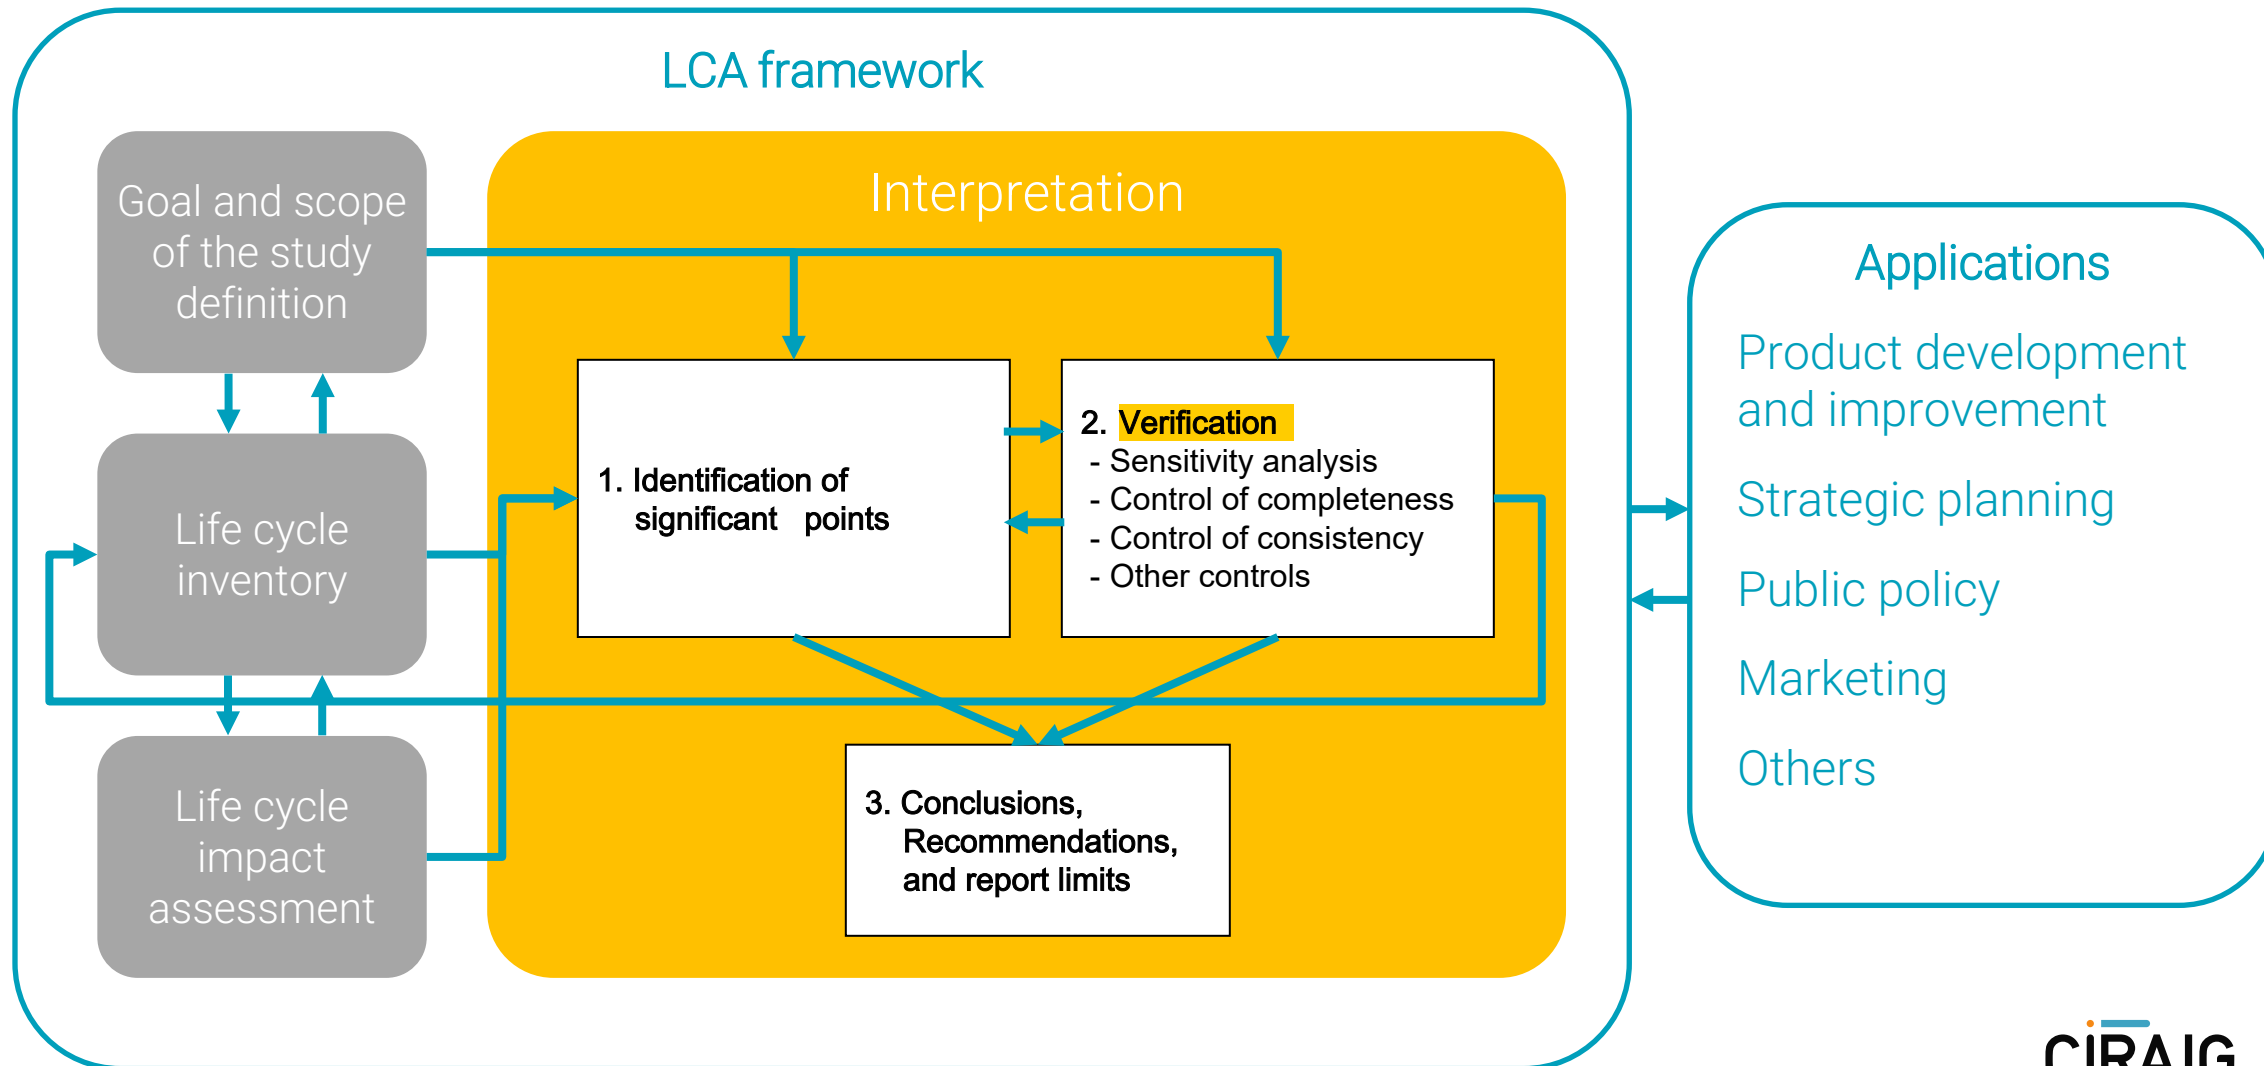 LCA framework
Goal and scope
of the study
definition
Life cycle
inventory
Life cycle
impact
assessment
Interpretation
1. Identification of
significant points
2. Verification
- Sensitivity analysis
- Control of completeness
- Control of consistency
- Other controls
3. Conclusions,
Recommendations,
and report limits
Applications
Product development
and improvement
Strategic planning
Public policy
Marketing
Others
CIRAIG